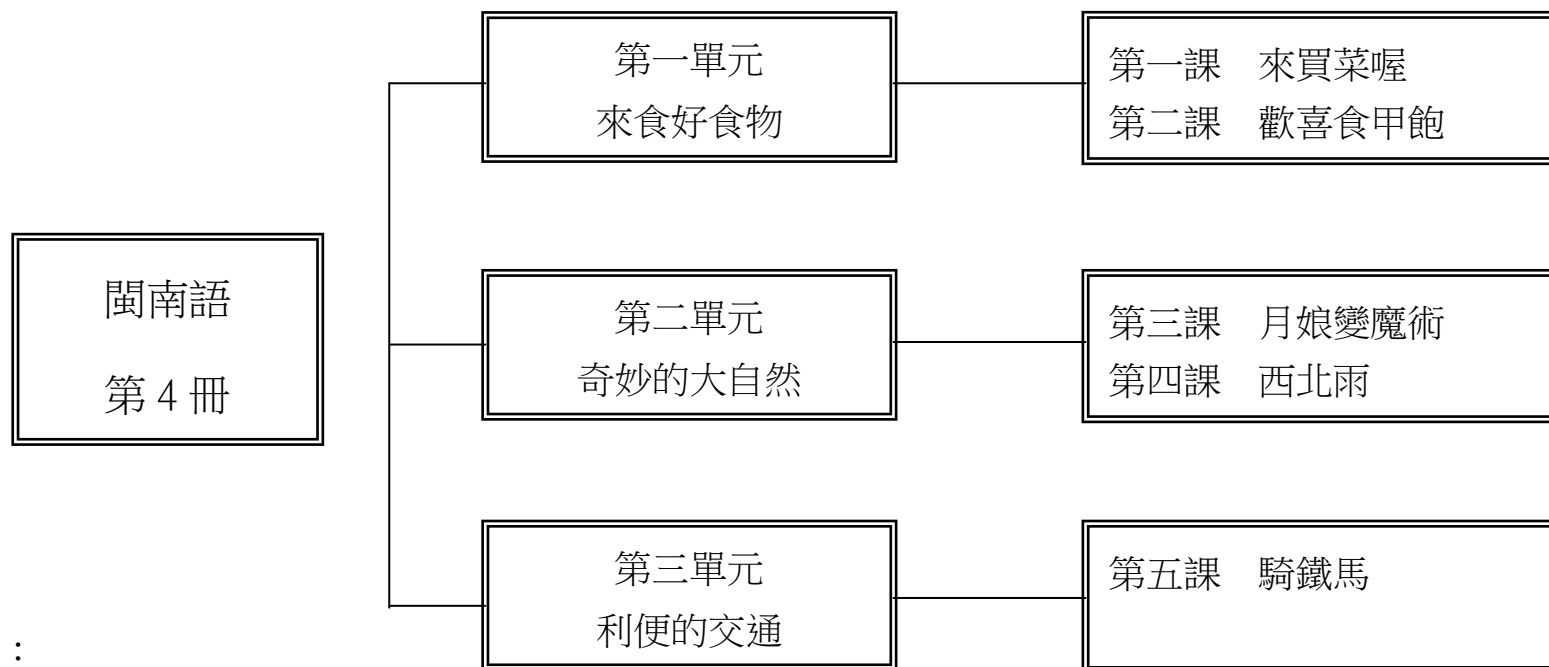 閩南語
第4冊
第一單元
來食好食物
第一課　來買菜喔
第二課　歡喜食甲飽
第二單元
奇妙的大自然
第三課　月娘變魔術
第四課　西北雨
第三單元
利便的交通
第五課　騎鐵馬
：